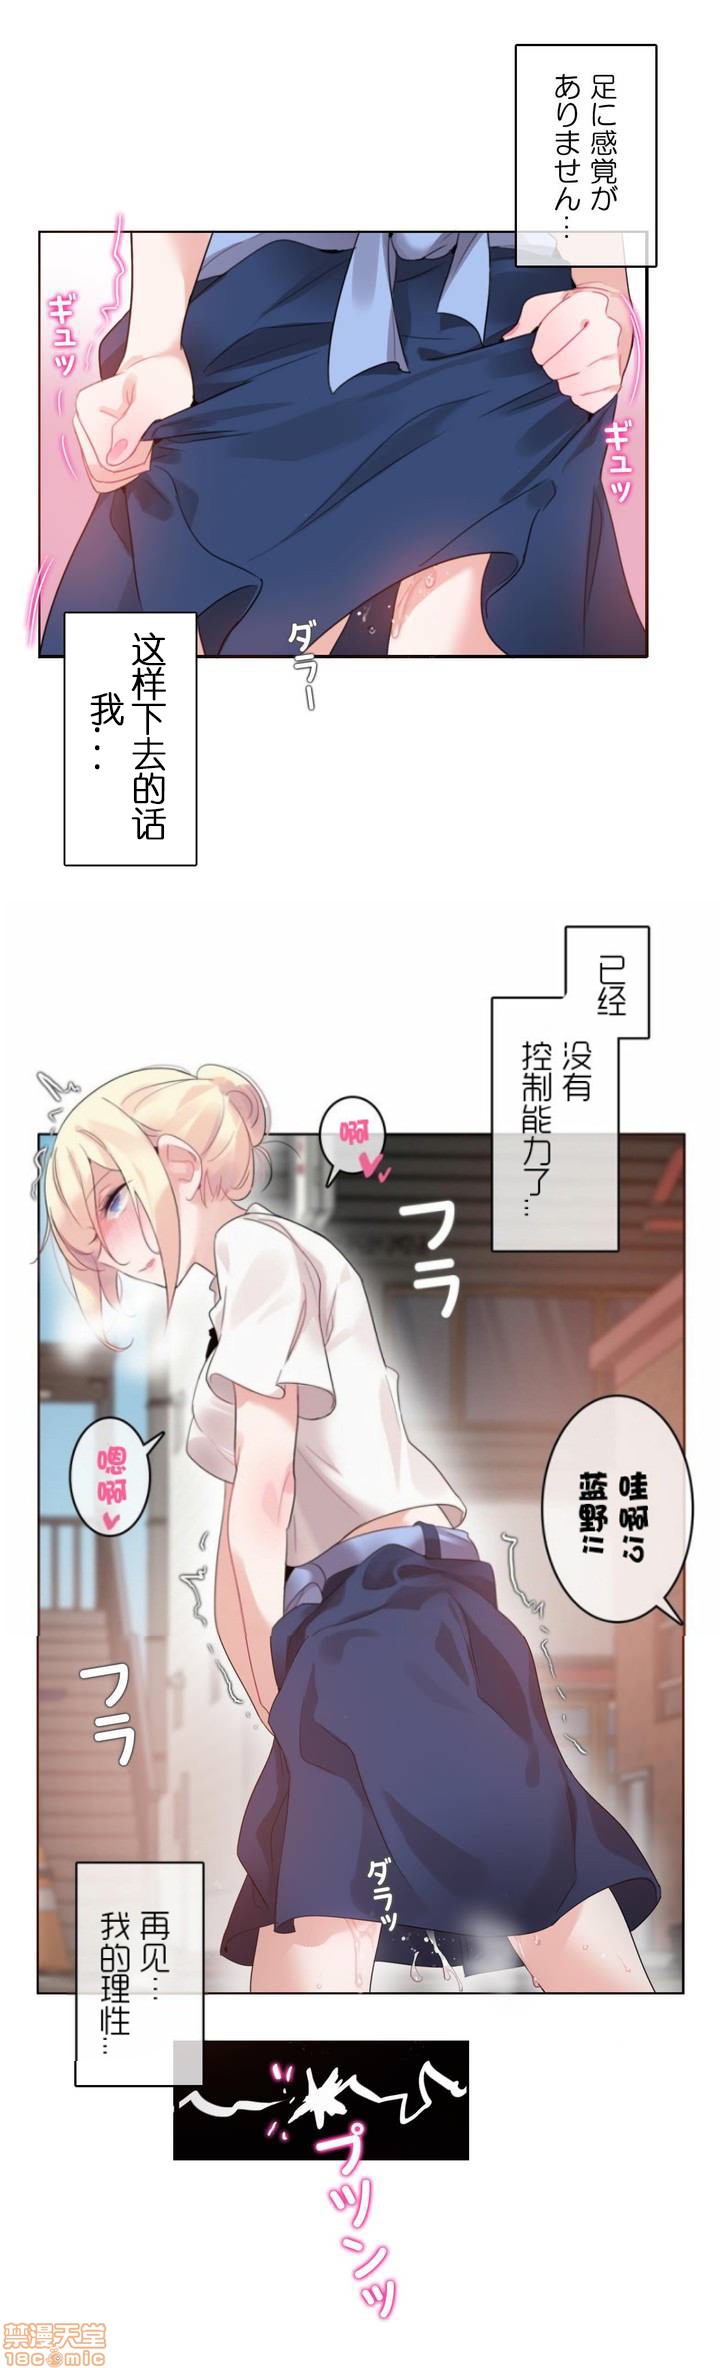 足に感覚が
ありません…
ギュッ
ギュッ
ダラー
这样下去的话
我...
已经
没有
控制能力了...
啊
フラ
嗯啊
哇啊!?
蓝野!!
フラ
ダラッ
再见...
我的理性...
プツンッ
禁漫天堂
18comic